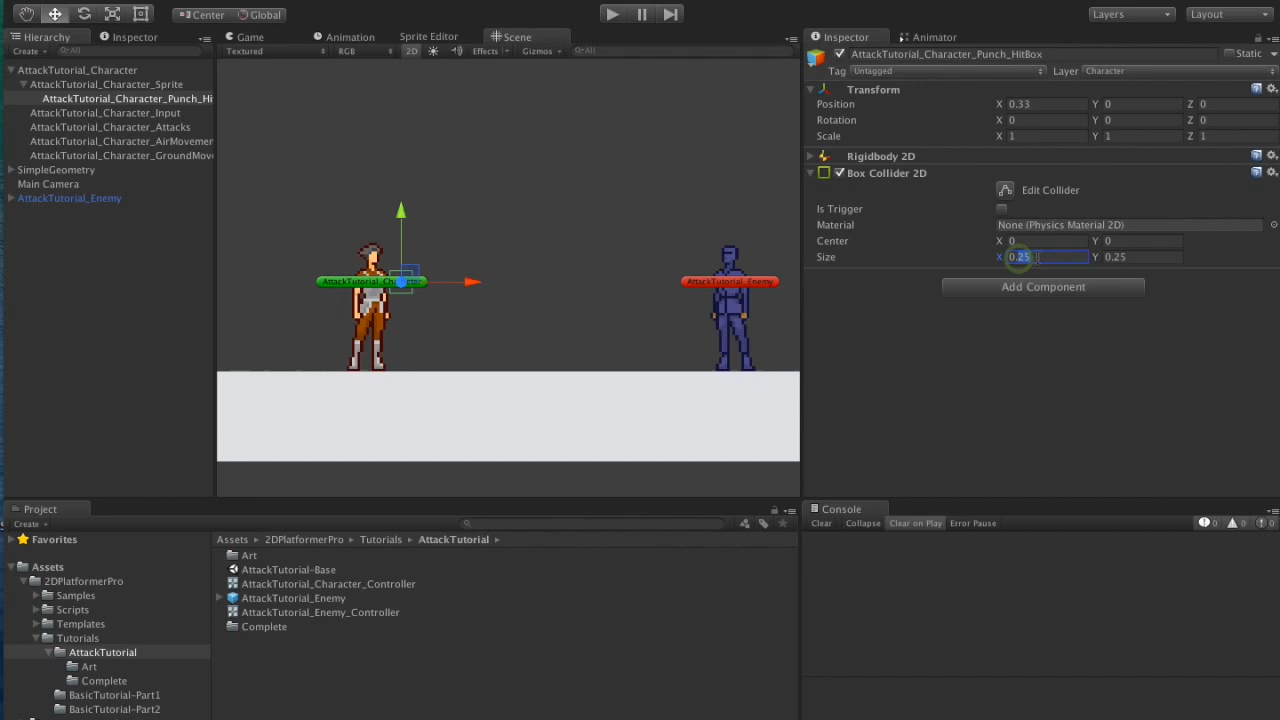 Center Global Layers Layout
Hierarchy Inspector Game Animation Sprite Editor Scene Inspector Animator
Create All Textured RGB 2D Effects Gizmos All
AttackTutorial_Character
AttackTutorial_Character_Sprite
AttackTutorial_Character_Punch_Hi
AttackTutorial_Character_Input
AttackTutorial_Character_Attacks
AttackTutorial_Character_AirMovemen
AttackTutorial_Character_GroundMove
SimpleGeometry
Main Camera
AttackTutorial_Enemy
AttackTutorial_Enemy
AttackTutorial_Character_Punch_HitBox Static
Tag Untagged Layer Character
Transform
Position X 0.33 Y 0 Z 0
Rotation X 0 Y 0 Z 0
Scale X 1 Y 1 Z 1
Rigidbody 2D
Box Collider 2D
Edit Collider
Is Trigger
Material None (Physics Material 2D)
Center X 0 Y 0
Size X 0.25 Y 0.25
Add Component
Project
Create
Favorites
Assets
2DPlatformerPro
Samples
Scripts
Templates
Tutorials
AttackTutorial
Art
Complete
BasicTutorial-Part1
BasicTutorial-Part2
Assets 2DPlatformerPro Tutorials AttackTutorial
Art
AttackTutorial-Base
AttackTutorial_Character_Controller
AttackTutorial_Enemy
AttackTutorial_Enemy_Controller
Complete
Console
Clear Collapse Clear on Play Error Pause 0 0 0